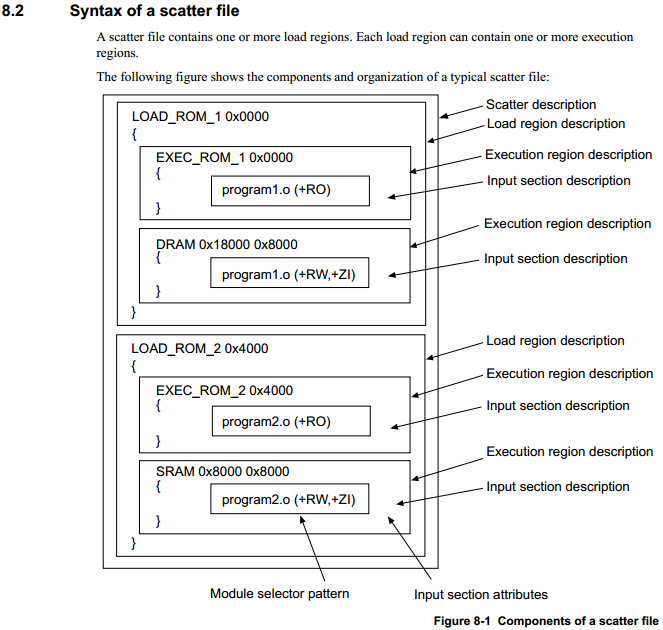 8.2 Syntax of a scatter file
A scatter file contains one or more load regions. Each load region can contain one or more execution
regions.
The following figure shows the components and organization of a typical scatter file:
Scatter description
LOAD_ROM_1 0x0000
Load region description
{
EXEC_ROM_1 0x0000
Execution region description
{
program1.o (+RO)
Input section description
}
DRAM 0x18000 0x8000
Execution region description
{
program1.o (+RW,+ZI)
Input section description
}
}
LOAD_ROM_2 0x4000
Load region description
{
EXEC_ROM_2 0x4000
Execution region description
{
program2.o (+RO)
Input section description
}
SRAM 0x8000 0x8000
Execution region description
{
program2.o (+RW,+ZI)
Input section description
}
}
Module selector pattern
Input section attributes
Figure 8-1 Components of a scatter file